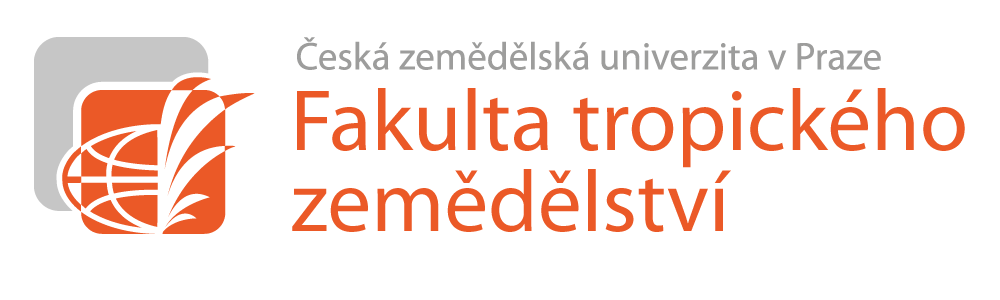 Česká zemědělská univerzita v Praze
Fakulta tropického
zemědělství